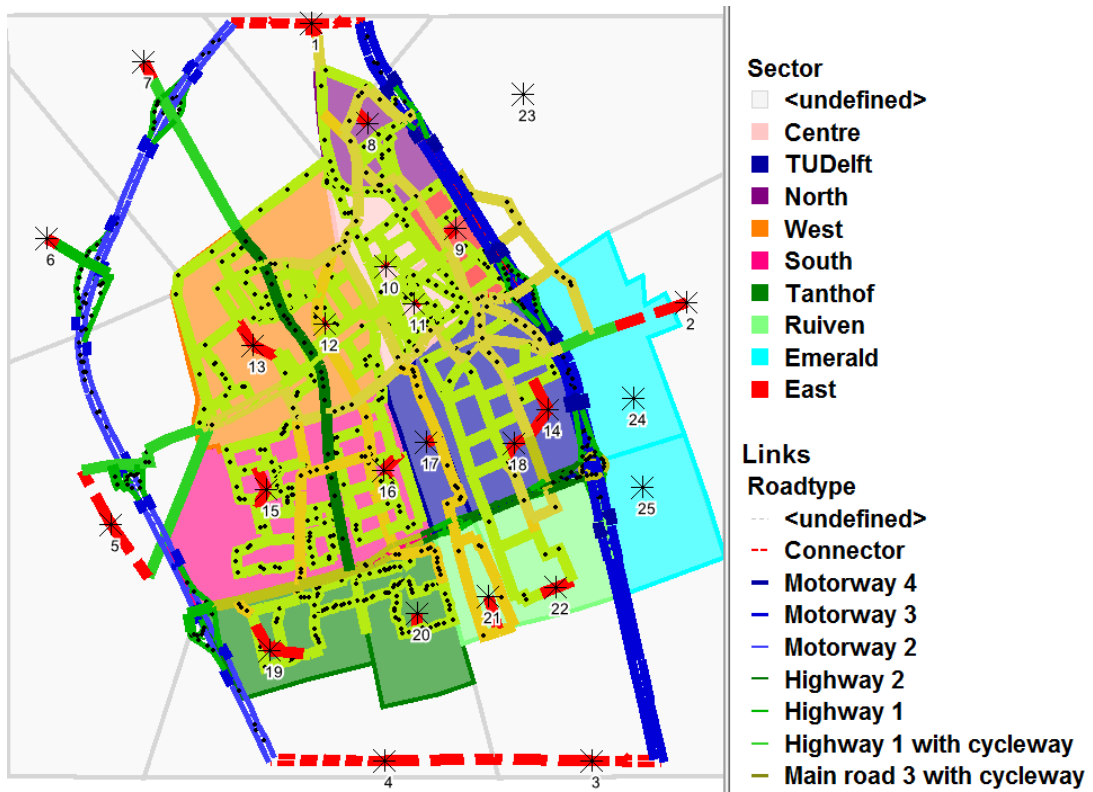 1
7
23
8
6
9
10
2
11
12
13
24
14
17
18
16
15
25
5
22
21
20
19
4
3
Sector
<undefined>
Centre
TUDelft
North
West
South
Tanthof
Ruiven
Emerald
East
Links
Roadtype
<undefined>
Connector
Motorway 4
Motorway 3
Motorway 2
Highway 2
Highway 1
Highway 1 with cycleway
Main road 3 with cycleway